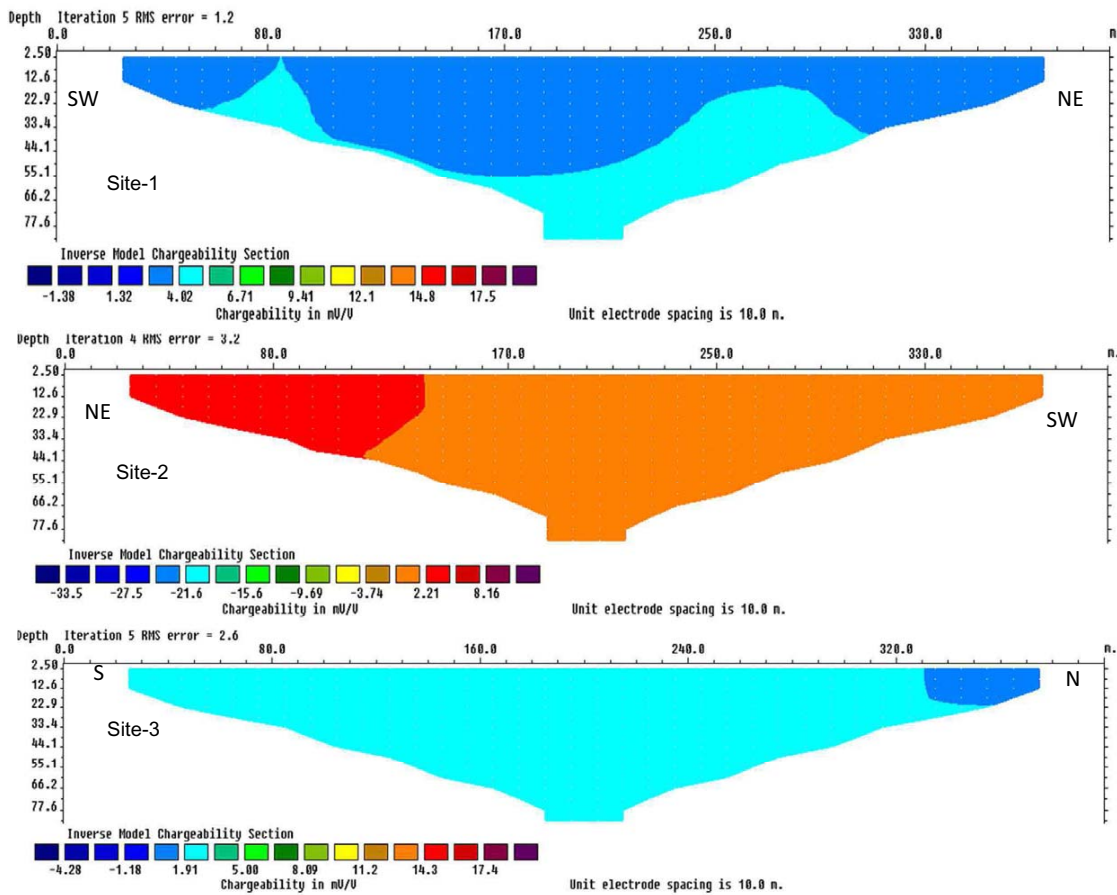 Depth Iteration 5 RMS error = 1.2
0.0 80.0 170.0 250.0 330.0 m
2.50
12.6
22.9
33.4
44.1
55.1
66.2
77.6
SW
NE
Site-1
Inverse Model Chargeability Section
-1.38 1.32 4.02 6.71 9.41 12.1 14.8 17.5
Chargeability in mV/V
Unit electrode spacing is 10.0 m.
Depth Iteration 4 RMS error = 3.2
0.0 80.0 170.0 250.0 330.0 m.
2.50
12.6
22.9
33.4
44.1
55.1
66.2
77.6
NE
SW
Site-2
Inverse Model Chargeability Section
-33.5 -27.5 -21.6 -15.6 -9.69 -3.74 2.21 8.16
Chargeability in mV/V
Unit electrode spacing is 10.0 m.
Depth Iteration 5 RMS error = 2.6
0.0 80.0 160.0 240.0 320.0 m.
2.50
12.6
22.9
33.4
44.1
55.1
66.2
77.6
S
N
Site-3
Inverse Model Chargeability Section
-4.28 -1.18 1.91 5.00 8.09 11.2 14.3 17.4
Chargeability in mV/V
Unit electrode spacing is 10.0 m.